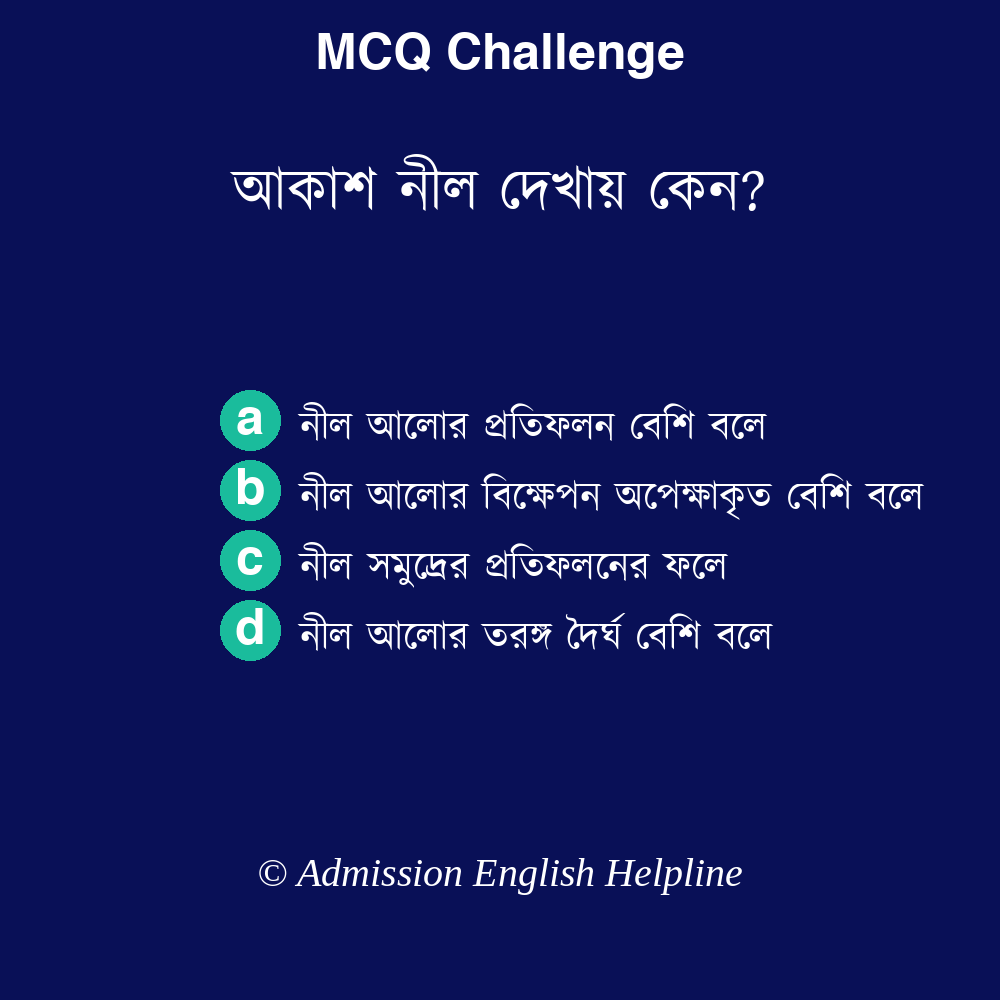 MCQ Challenge
আকাশ নীল দেখায় কেন?
a নীল আলোর প্রতিফলন বেশি বলে
b নীল আলোর বিক্ষেপন অপেক্ষাকৃত বেশি বলে
c নীল সমুদ্রের প্রতিফলনের ফলে
d নীল আলোর তরঙ্গ দৈর্ঘ বেশি বলে
© Admission English Helpline